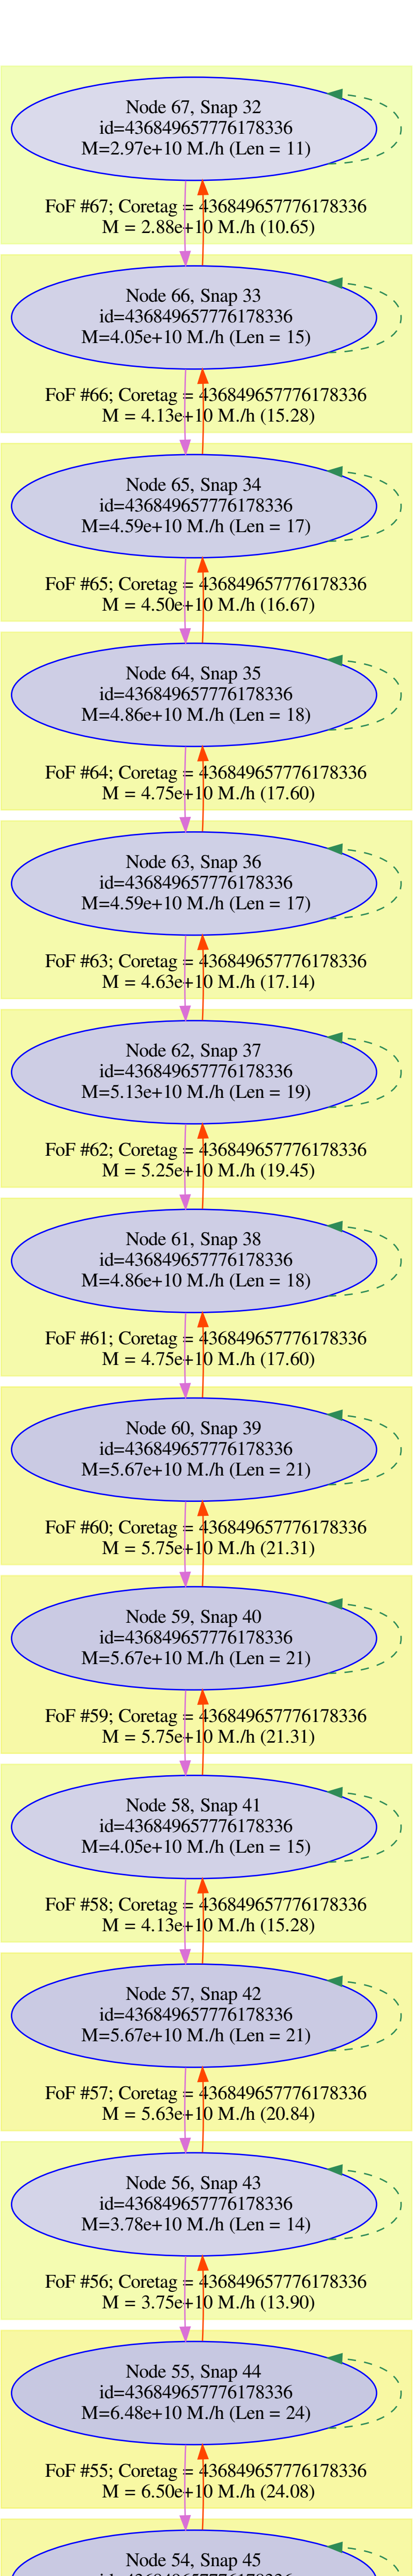 Node 67, Snap 32
id=436849657776178336
M=2.97e+10 M./h (Len = 11)
FoF #67; Coretag = 436849657776178336
M = 2.88e+10 M./h (10.65)
Node 66, Snap 33
id=436849657776178336
M=4.05e+10 M./h (Len = 15)
FoF #66; Coretag = 436849657776178336
M = 4.13e+10 M./h (15.28)
Node 65, Snap 34
id=436849657776178336
M=4.59e+10 M./h (Len = 17)
FoF #65; Coretag = 436849657776178336
M = 4.50e+10 M./h (16.67)
Node 64, Snap 35
id=436849657776178336
M=4.86e+10 M./h (Len = 18)
FoF #64; Coretag = 436849657776178336
M = 4.75e+10 M./h (17.60)
Node 63, Snap 36
id=436849657776178336
M=4.59e+10 M./h (Len = 17)
FoF #63; Coretag = 436849657776178336
M = 4.63e+10 M./h (17.14)
Node 62, Snap 37
id=436849657776178336
M=5.13e+10 M./h (Len = 19)
FoF #62; Coretag = 436849657776178336
M = 5.25e+10 M./h (19.45)
Node 61, Snap 38
id=436849657776178336
M=4.86e+10 M./h (Len = 18)
FoF #61; Coretag = 436849657776178336
M = 4.75e+10 M./h (17.60)
Node 60, Snap 39
id=436849657776178336
M=5.67e+10 M./h (Len = 21)
FoF #60; Coretag = 436849657776178336
M = 5.75e+10 M./h (21.31)
Node 59, Snap 40
id=436849657776178336
M=5.67e+10 M./h (Len = 21)
FoF #59; Coretag = 436849657776178336
M = 5.75e+10 M./h (21.31)
Node 58, Snap 41
id=436849657776178336
M=4.05e+10 M./h (Len = 15)
FoF #58; Coretag = 436849657776178336
M = 4.13e+10 M./h (15.28)
Node 57, Snap 42
id=436849657776178336
M=5.67e+10 M./h (Len = 21)
FoF #57; Coretag = 436849657776178336
M = 5.63e+10 M./h (20.84)
Node 56, Snap 43
id=436849657776178336
M=3.78e+10 M./h (Len = 14)
FoF #56; Coretag = 436849657776178336
M = 3.75e+10 M./h (13.90)
Node 55, Snap 44
id=436849657776178336
M=6.48e+10 M./h (Len = 24)
FoF #55; Coretag = 436849657776178336
M = 6.50e+10 M./h (24.08)
Node 54, Snap 45